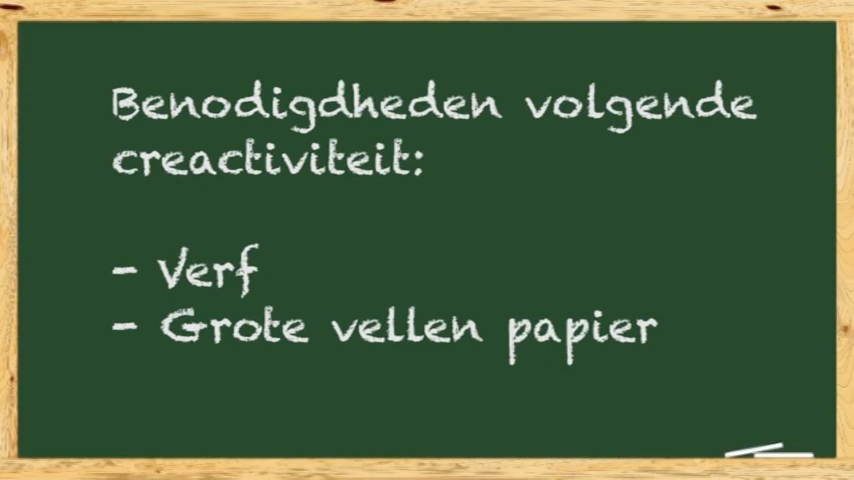 Benodigdheden volgende
creactiviteit:
- Verf
- Grote vellen papier